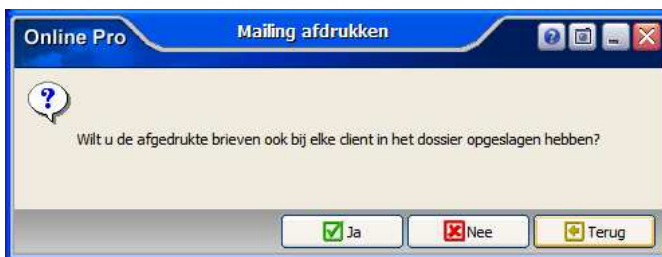 Online Pro
Mailing afdrukken
Wilt u de afgedrukte brieven ook bij elke client in het dossier opgeslagen hebben?
Ja
Nee
Terug